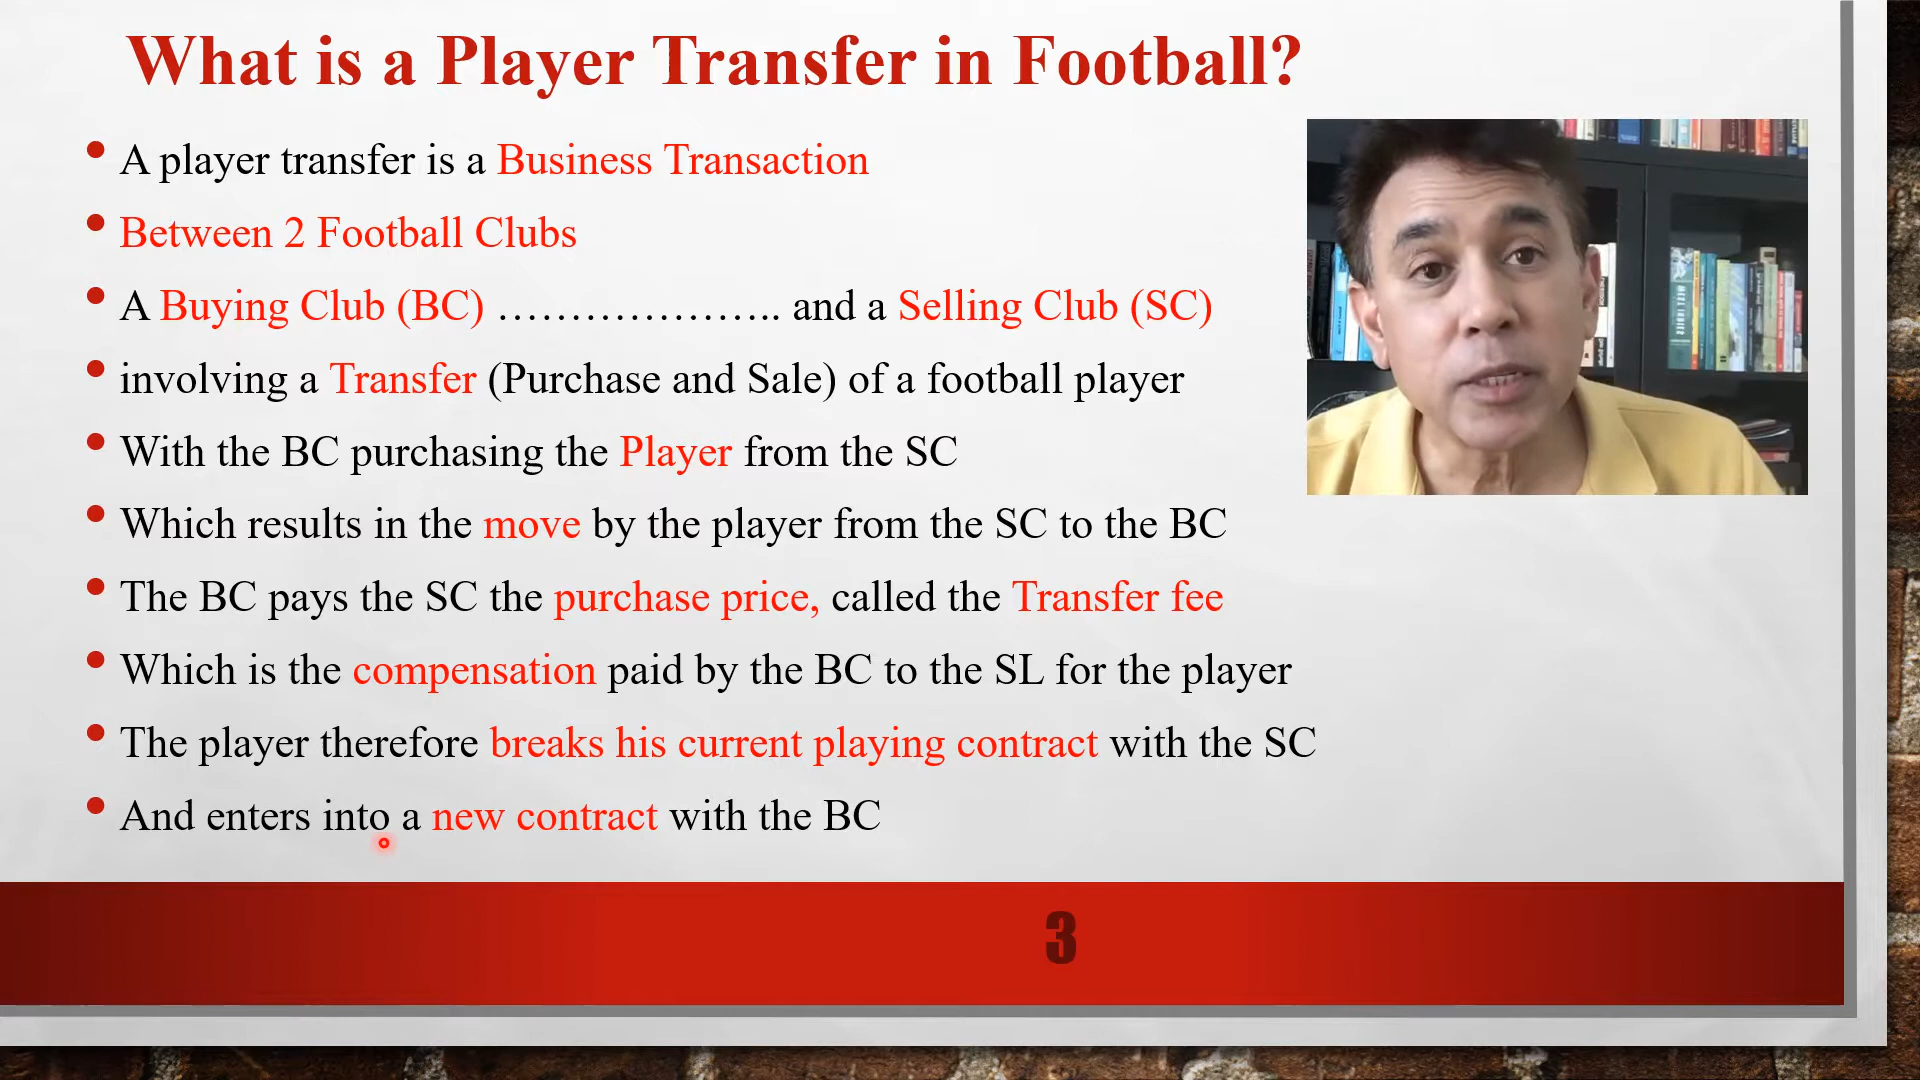 What is a Player Transfer in Football?
• A player transfer is a Business Transaction
• Between 2 Football Clubs
• A Buying Club (BC) ……………….. and a Selling Club (SC)
• involving a Transfer (Purchase and Sale) of a football player
• With the BC purchasing the Player from the SC
• Which results in the move by the player from the SC to the BC
• The BC pays the SC the purchase price, called the Transfer fee
• Which is the compensation paid by the BC to the SL for the player
• The player therefore breaks his current playing contract with the SC
• And enters into a new contract with the BC
3
WEST INDIES